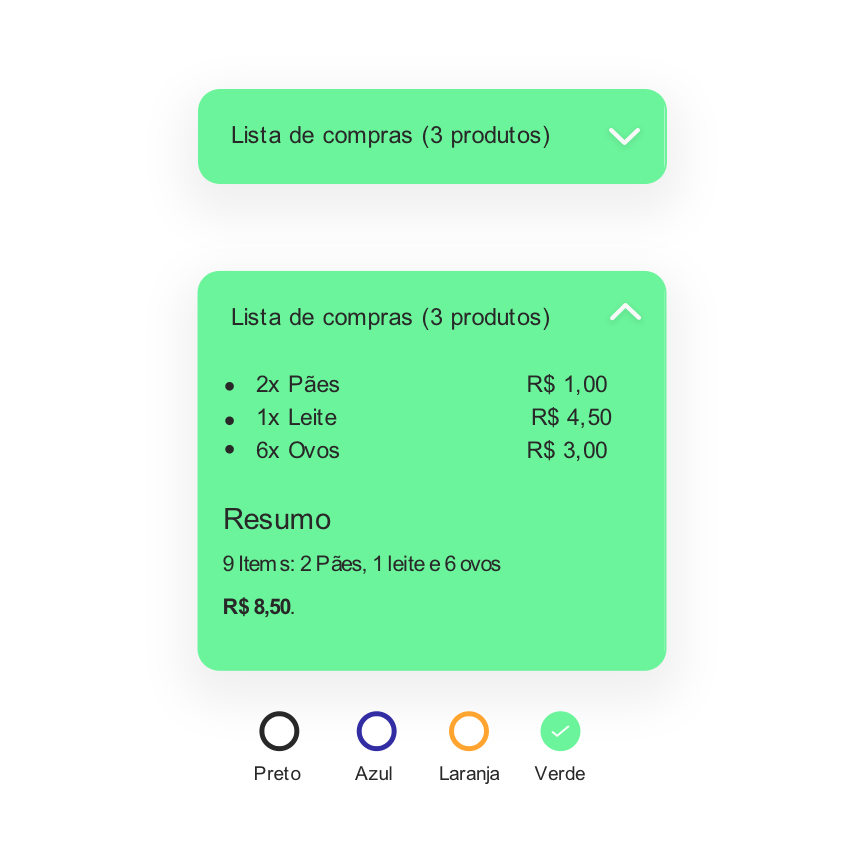 Lista de compras (3 produtos)
Lista de compras (3 produtos)
• 2x Pães R$ 1,00
• 1x Leite R$ 4,50
• 6x Ovos R$ 3,00
Resumo
9 Items: 2 Pães, 1 leite e 6 ovos
R$ 8,50.
Preto Azul Laranja Verde